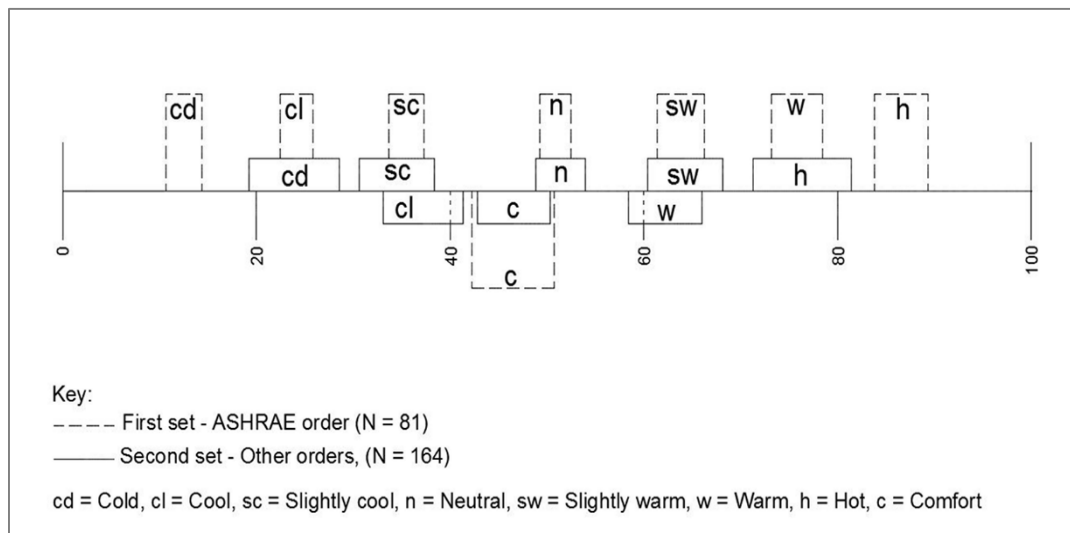 cd cl sc n sw w h
cd sc n sw h
cl c w
c
0 20 40 60 80 100
Key:
First set - ASHRAE order (N = 81)
Second set - Other orders, (N = 164)
cd = Cold, cl = Cool, sc = Slightly cool, n = Neutral, sw = Slightly warm, w = Warm, h = Hot, c = Comfort